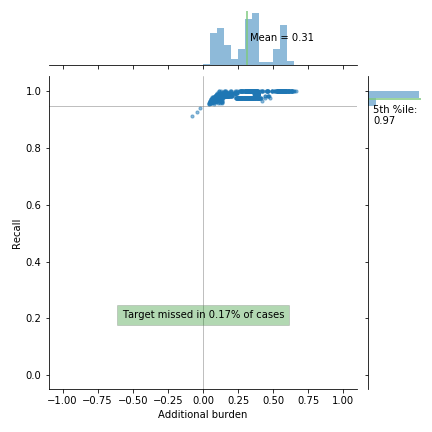 Mean = 0.31
5th %ile:
0.97
1.0
0.8
0.6
0.4
0.2
0.0
Recall
Target missed in 0.17% of cases
−1.00 −0.75 −0.50 −0.25 0.00 0.25 0.50 0.75 1.00
Additional burden